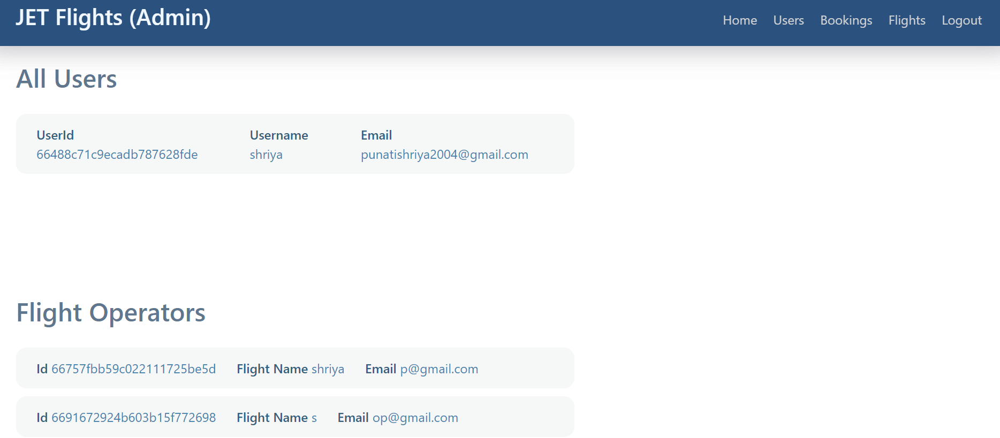 JET Flights (Admin)
Home Users Bookings Flights Logout
All Users
UserId Username Email
66488c71c9ecadb787628fde shriya punatishriya2004@gmail.com
Flight Operators
Id 66757fbb59c022111725be5d Flight Name shriya Email p@gmail.com
Id 6691672924b603b15f772698 Flight Name s Email op@gmail.com